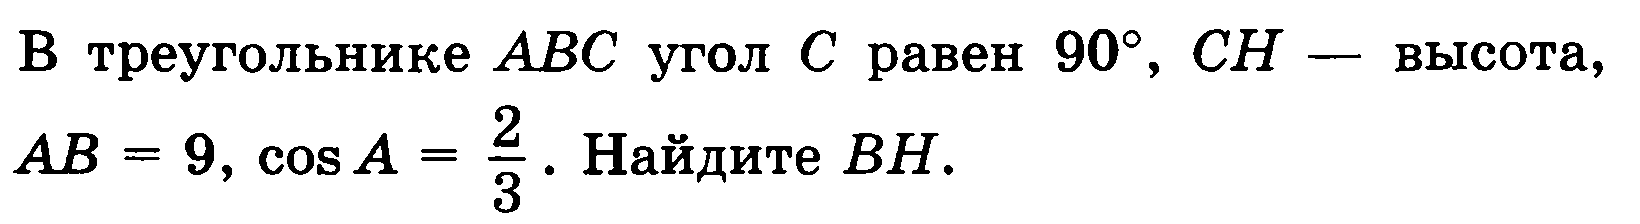 В треугольнике ABC угол C равен 90°, CH — высота,
AB = 9, cos A = 2/3. Найдите BH.